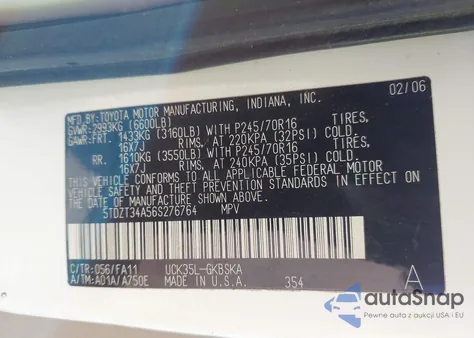 MFD.BY:TOYOTA MOTOR MANUFACTURING, INDIANA, INC. 02/06
GVWR:2993KG (6600LB)
GAWR:FRT. 1433KG (3160LB) WITH P245/70R16 TIRES,
16X7J RIMS, AT 220KPA (32PSI) COLD
RR. 1610KG (3550LB) WITH P245/70R16 TIRES,
16X7J RIMS, AT 240KPA (35PSI) COLD
THIS VEHICLE CONFORMS TO ALL APPLICABLE FEDERAL MOTOR
VEHICLE SAFETY STANDARDS IN EFFECT ON THE DATE OF
MANUFACTURE SHOWN ABOVE.
5TDZT34A56S276764 MPV
C/TR:056/FA11 UCK35L-GKBSKA
A/TM:A01A/A750E MADE IN U.S.A. 354 A
autoSnap
Pewne auta z dostępem z USA i EU